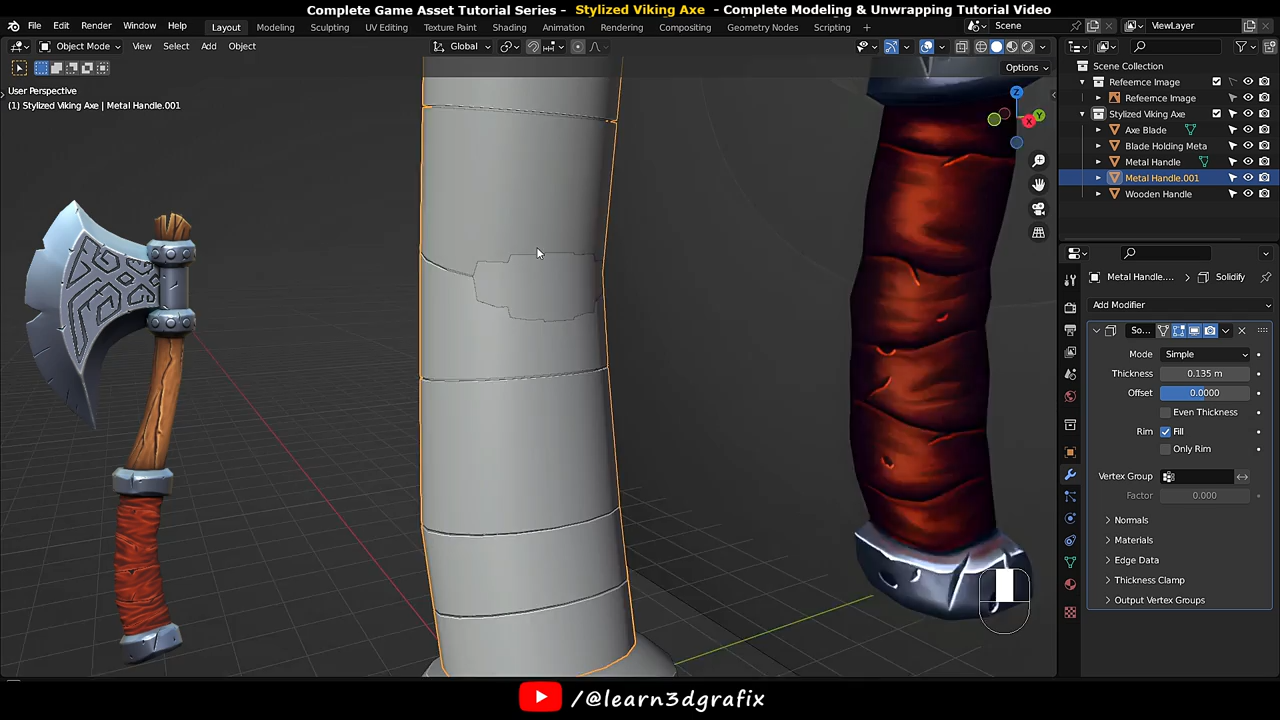 Complete Game Asset Tutorial Series - Stylized Viking Axe - Complete Modeling & Unwrapping Tutorial Video
File Edit Render Window Help Layout Modeling Sculpting UV Editing Texture Paint Shading Animation Rendering Compositing Geometry Nodes Scripting Scene ViewLayer
Object Mode View Select Add Object Global
Options
User Perspective
(1) Stylized Viking Axe | Metal Handle.001
Z
Y
X
Scene Collection
Refeemce Image
Refeemce Image
Stylized Viking Axe
Axe Blade
Blade Holding Meta
Metal Handle
Metal Handle.001
Wooden Handle
Metal Handle.... Solidify
Add Modifier
So...
Mode Simple
Thickness 0.135 m
Offset 0.0000
Even Thickness
Rim Fill
Only Rim
Vertex Group
Factor 0.000
Normals
Materials
Edge Data
Thickness Clamp
Output Vertex Groups
/@learn3dgrafix